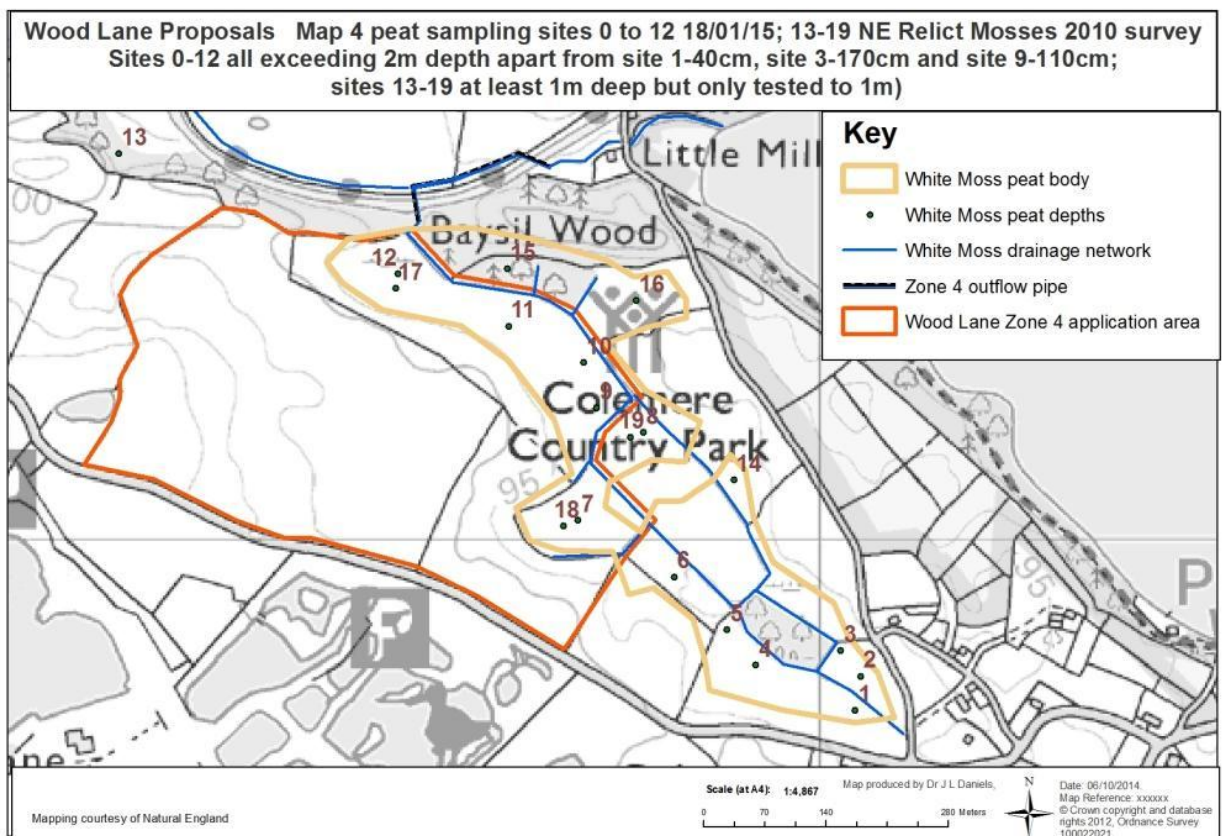 Wood Lane Proposals Map 4 peat sampling sites 0 to 12 18/01/15; 13-19 NE Relict Mosses 2010 survey
Sites 0-12 all exceeding 2m depth apart from site 1-40cm, site 3-170cm and site 9-110cm;
sites 13-19 at least 1m deep but only tested to 1m)
13
Little Mill
Key
White Moss peat body
White Moss peat depths
White Moss drainage network
Zone 4 outflow pipe
Wood Lane Zone 4 application area
Baysil Wood
12
17
15
16
11
10
9
Colemere
19
8
Country Park
14
95
18
7
6
95
P
5
4
3
2
1
Mapping courtesy of Natural England
Scale (at A4): 1:4,867
0 70 140 280 Meters
Map produced by Dr J L Daniels,
N
Date: 06/10/2014.
Map Reference: xxxxxx
© Crown copyright and database
rights 2012, Ordnance Survey
100022021